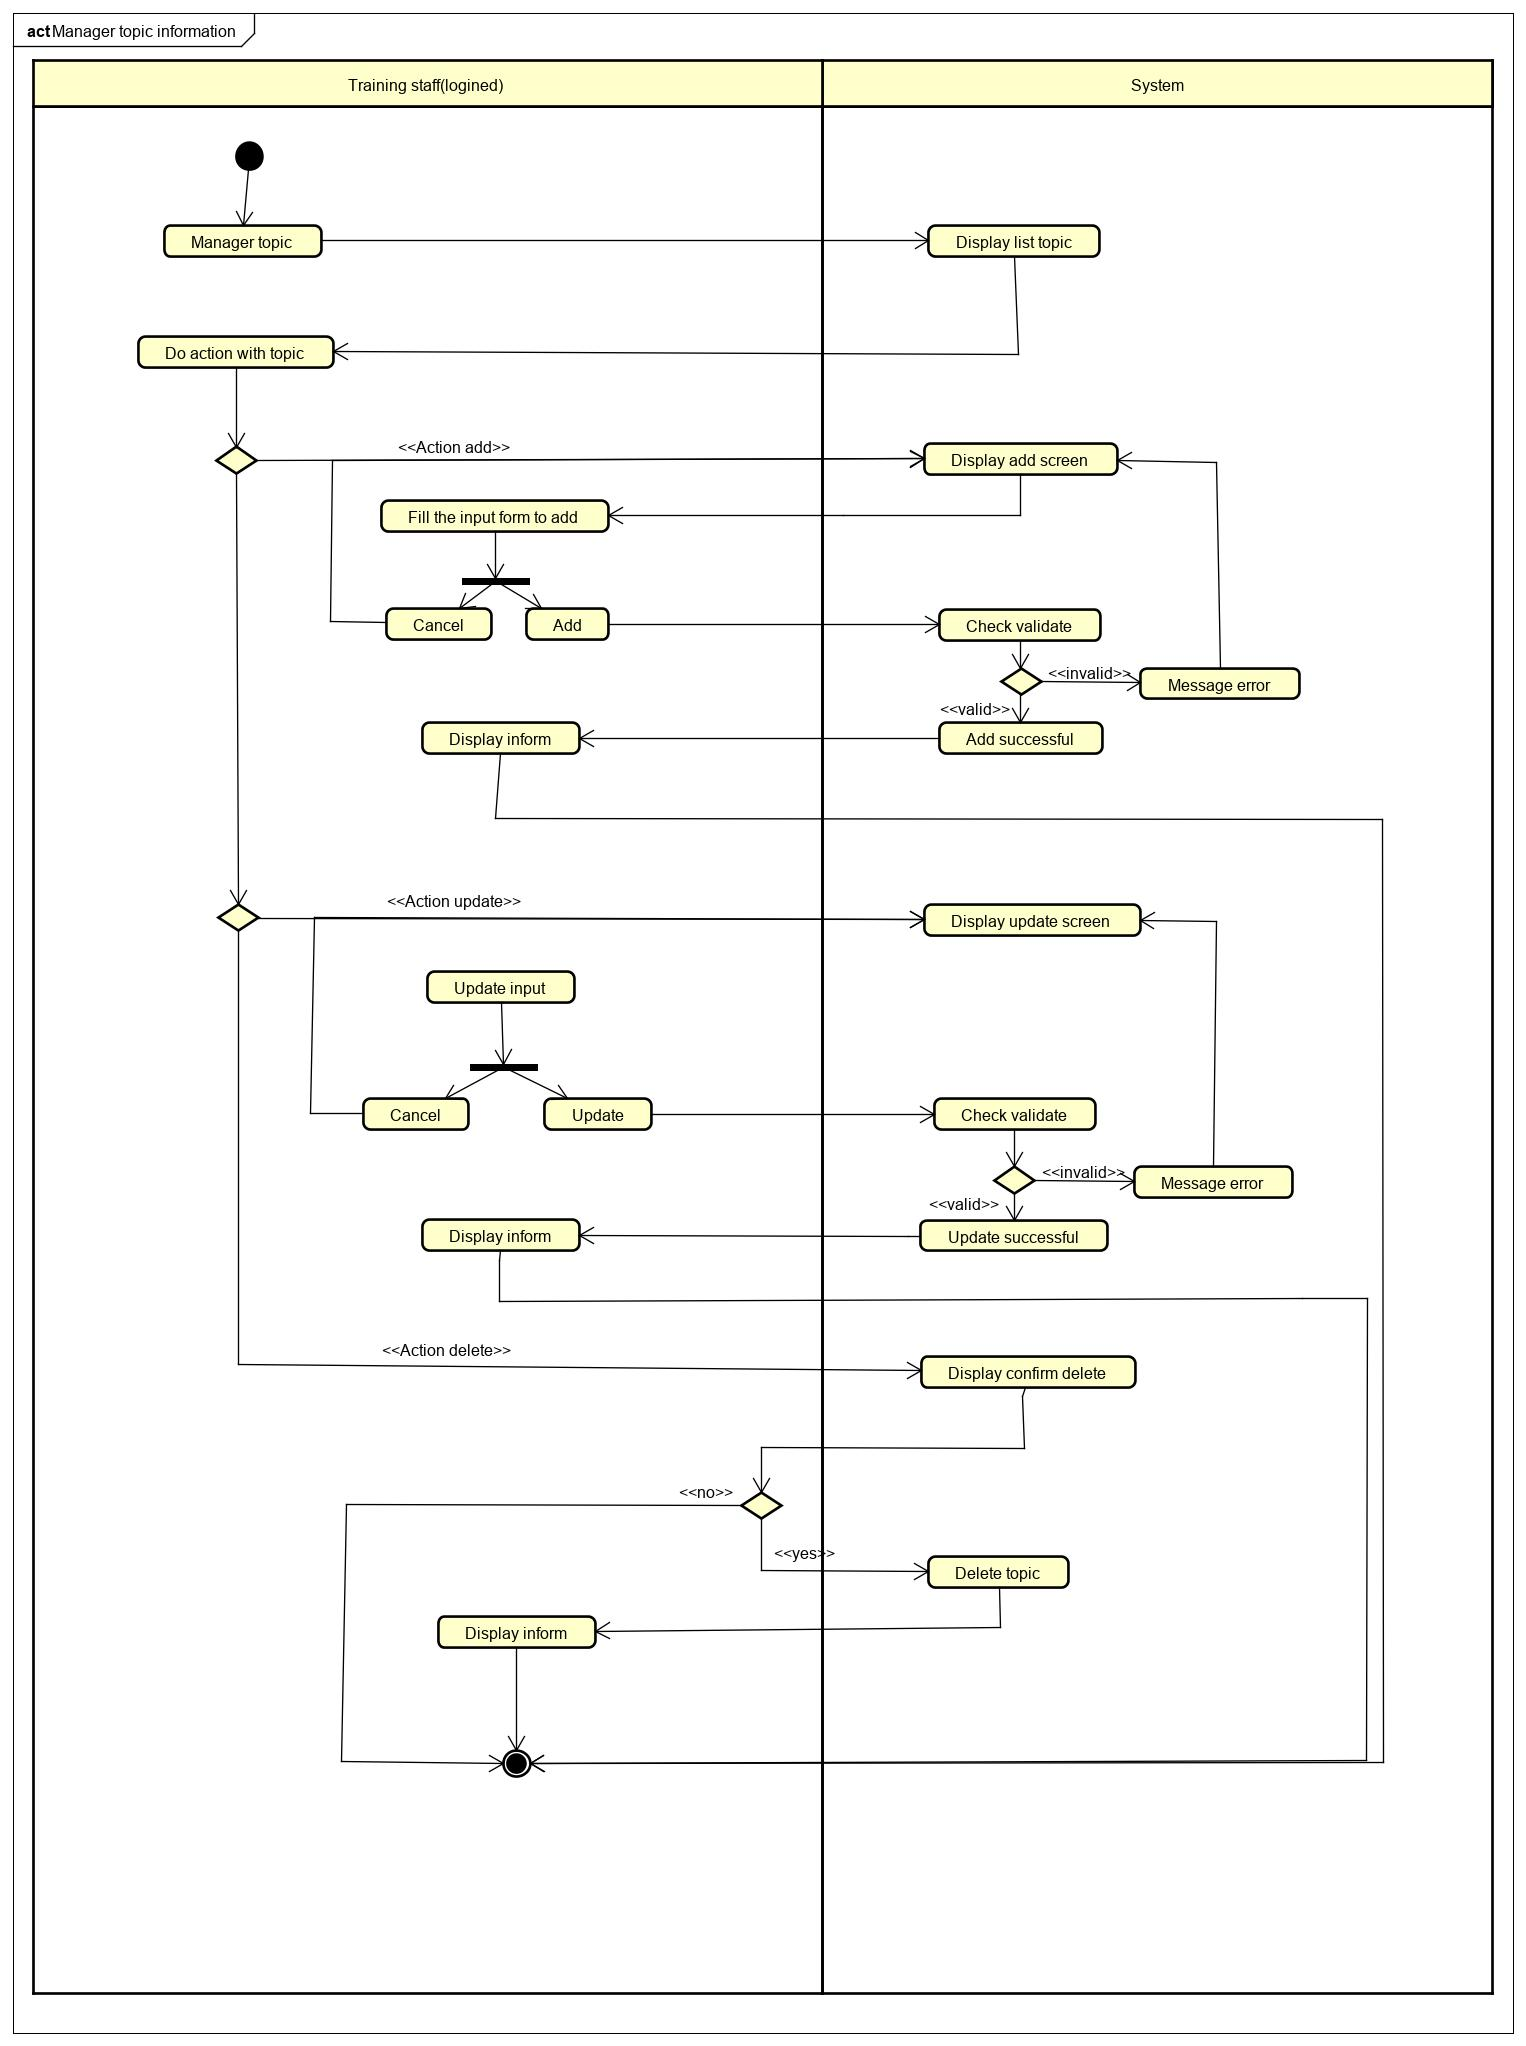 act Manager topic information
Training staff(logined)
System
Manager topic
Display list topic
Do action with topic
<<Action add>>
Display add screen
Fill the input form to add
Cancel
Add
Check validate
<<invalid>>
Message error
<<valid>>
Display inform
Add successful
<<Action update>>
Display update screen
Update input
Cancel
Update
Check validate
<<invalid>>
Message error
<<valid>>
Display inform
Update successful
<<Action delete>>
Display confirm delete
<<no>>
<<yes>>
Delete topic
Display inform